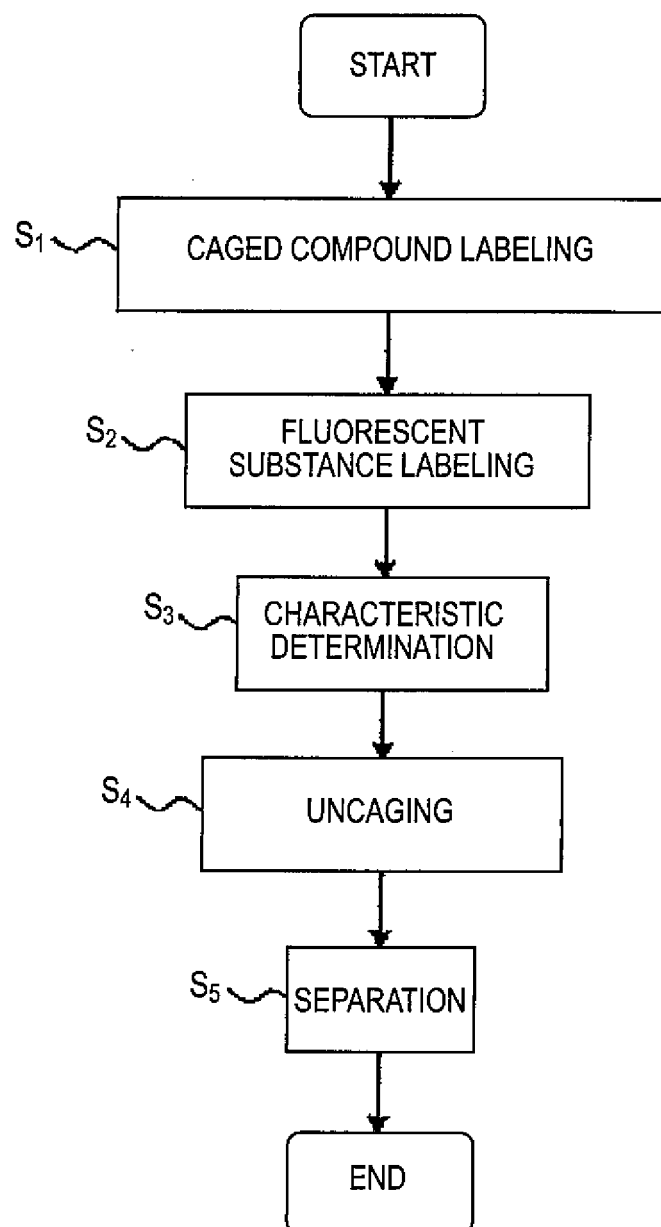 START
S1
CAGED COMPOUND LABELING
S2
FLUORESCENT
SUBSTANCE LABELING
S3
CHARACTERISTIC
DETERMINATION
S4
UNCAGING
S5
SEPARATION
END